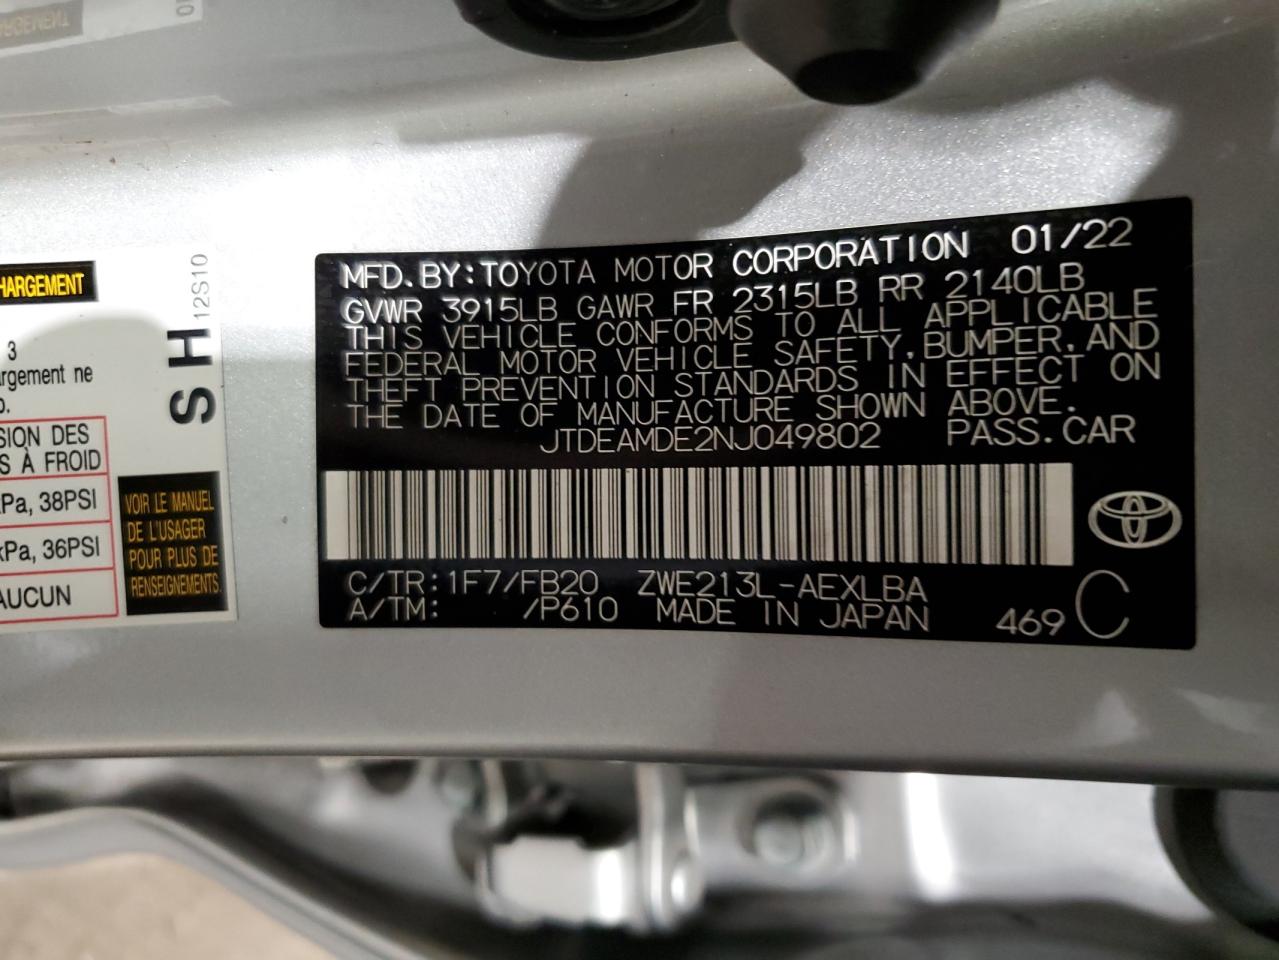 HARGEMENT
3
rgement ne
SION DES
S À FROID
kPa, 38PSI
kPa, 36PSI
AUCUN
SH
12S10
VOIR LE MANUEL
DE L'USAGER
POUR PLUS DE
RENSEIGNEMENTS.
MFD.BY:TOYOTA MOTOR CORPORATION 01/22
GVWR 3915LB GAWR FR 2315LB RR 2140LB
THIS VEHICLE CONFORMS TO ALL APPLICABLE
FEDERAL MOTOR VEHICLE SAFETY,BUMPER,AND
THEFT PREVENTION STANDARDS IN EFFECT ON
THE DATE OF MANUFACTURE SHOWN ABOVE.
JTDEAMDE2NJ049802 PASS.CAR
C/TR:1F7/FB20 ZWE213L-AEXLBA
A/TM: /P610 MADE IN JAPAN 469 C